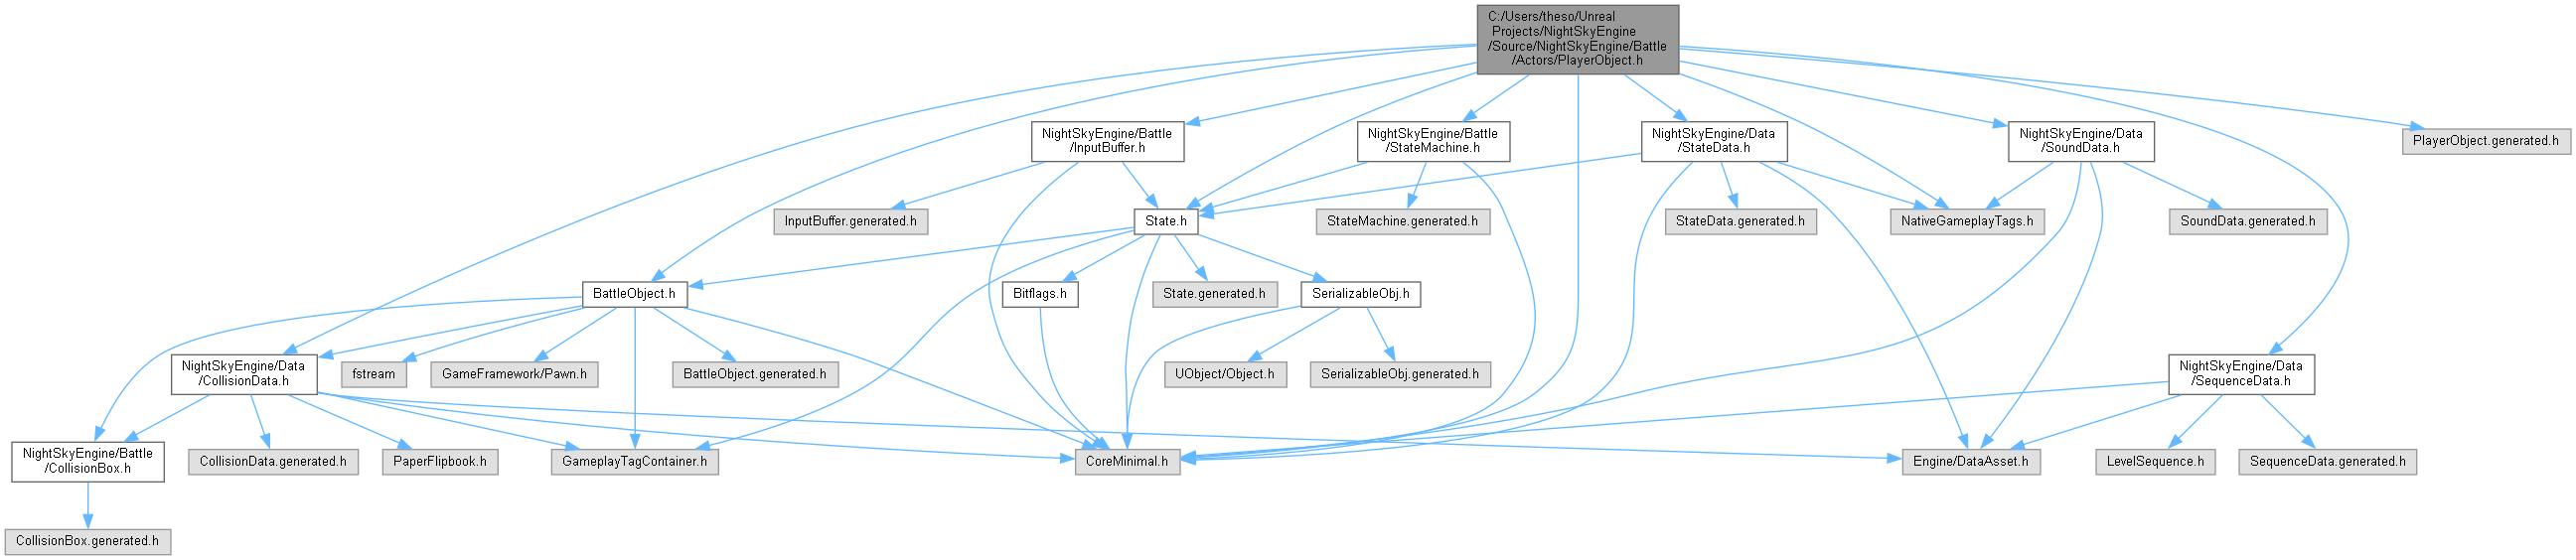 C:/Users/theso/Unreal
Projects/NightSkyEngine
/Source/NightSkyEngine/Battle
/Actors/PlayerObject.h
NightSkyEngine/Battle
/InputBuffer.h
NightSkyEngine/Battle
/StateMachine.h
NightSkyEngine/Data
/StateData.h
NightSkyEngine/Data
/SoundData.h
PlayerObject.generated.h
InputBuffer.generated.h
State.h
StateMachine.generated.h
StateData.generated.h
NativeGameplayTags.h
SoundData.generated.h
BattleObject.h
Bitflags.h
State.generated.h
SerializableObj.h
NightSkyEngine/Data
/CollisionData.h
fstream
GameFramework/Pawn.h
BattleObject.generated.h
UObject/Object.h
SerializableObj.generated.h
NightSkyEngine/Data
/SequenceData.h
NightSkyEngine/Battle
/CollisionBox.h
CollisionData.generated.h
PaperFlipbook.h
GameplayTagContainer.h
CoreMinimal.h
Engine/DataAsset.h
LevelSequence.h
SequenceData.generated.h
CollisionBox.generated.h